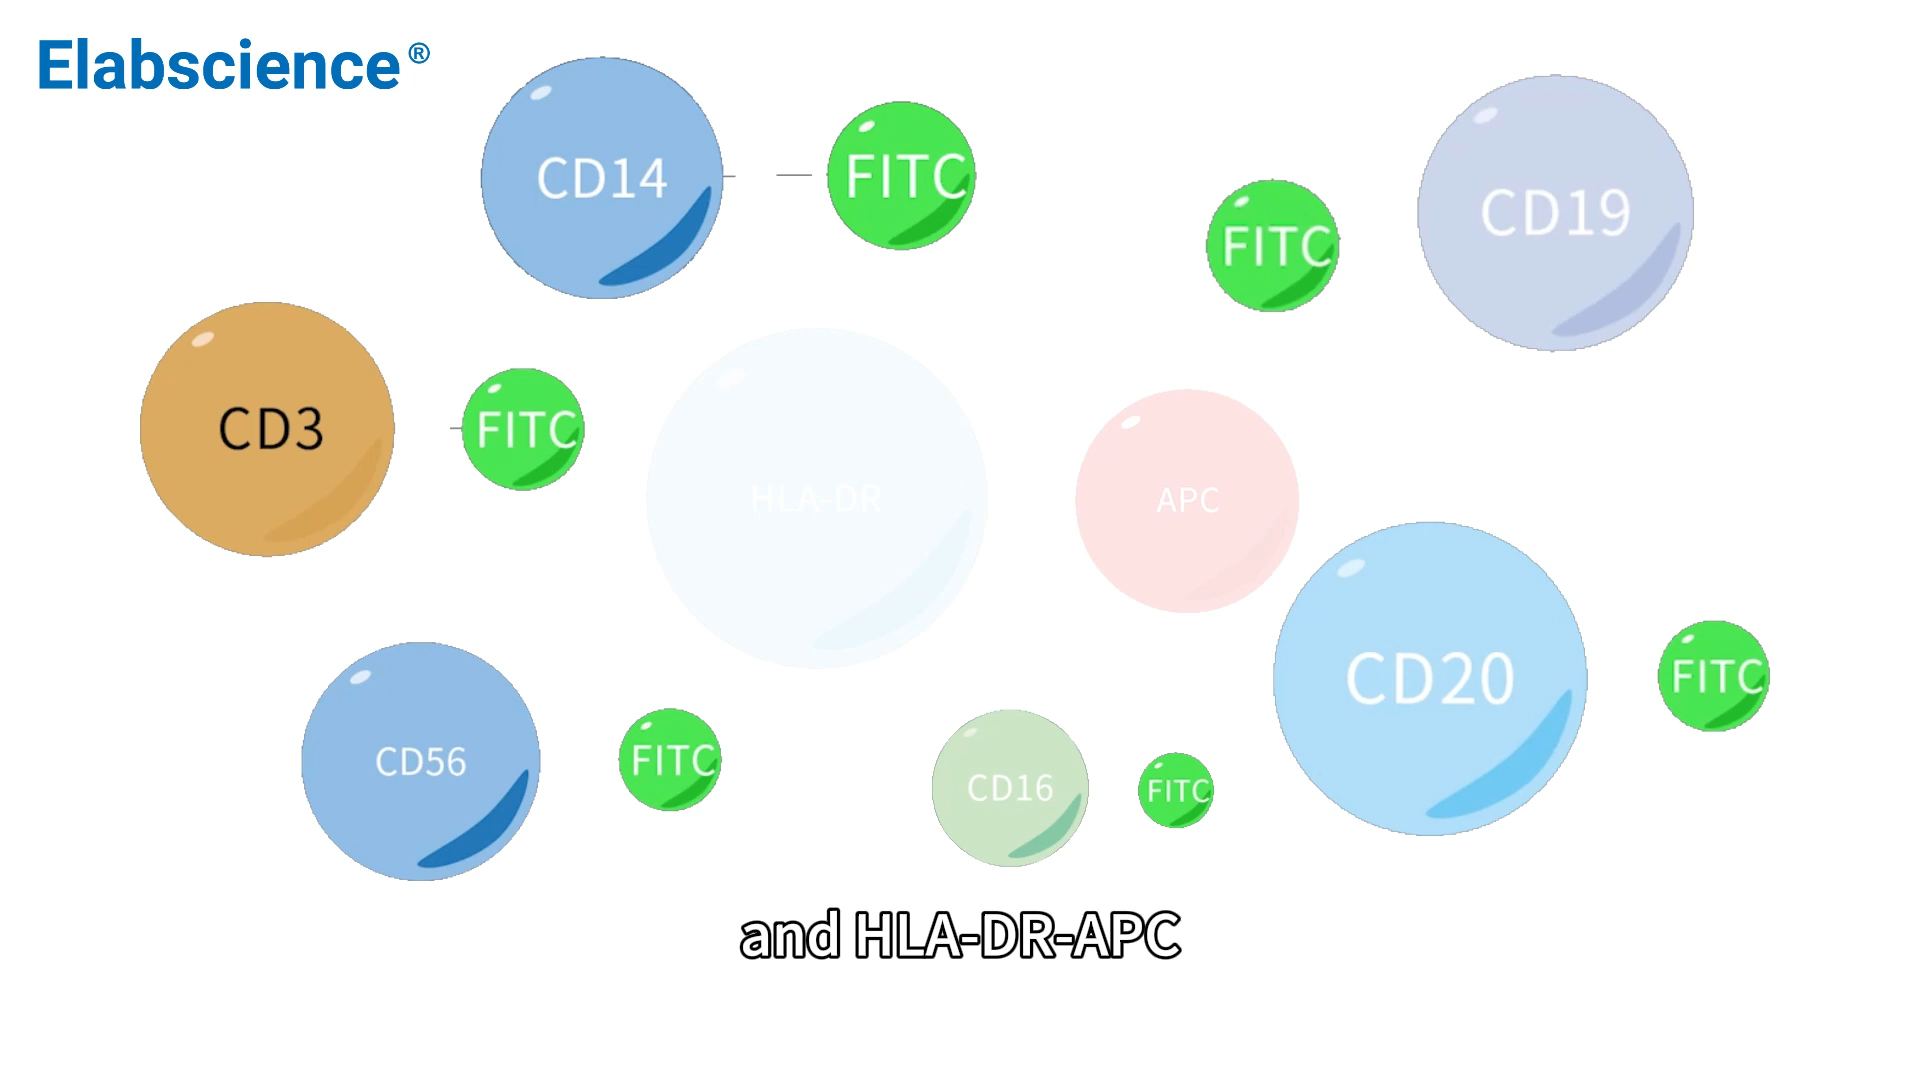 Elabscience®
CD14
FITC
CD19
FITC
CD3
FITC
HLA-DR
APC
CD20
FITC
CD56
FITC
CD16
FITC
and HLA-DR-APC